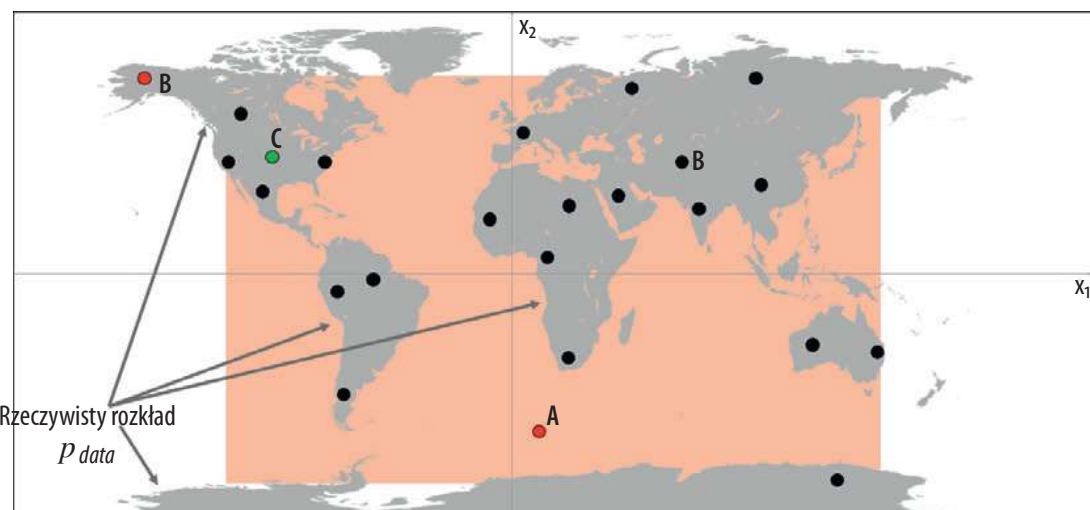 x₂
B
C
B
x₁
A
Rzeczywisty rozkład
p data